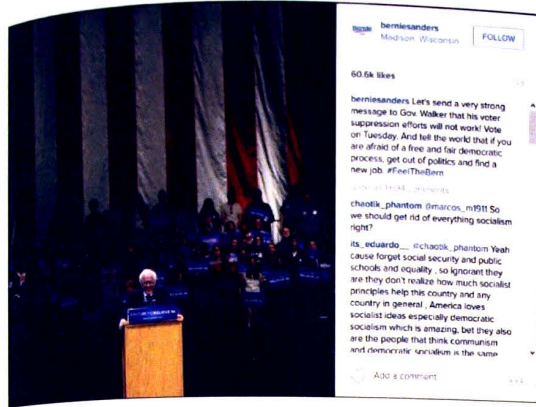 berniesanders
Madison, Wisconsin
FOLLOW
60.6k likes
berniesanders Let's send a very strong
message to Gov. Walker that his voter
suppression efforts will not work! Vote
on Tuesday. And tell the world that if you
are afraid of a free and fair democratic
process, get out of politics and find a
new job. #FeelTheBern
comments
chaotik_phantom @marcos_m1911 So
we should get rid of everything socialism
right?
its_eduardo__ @chaotik_phantom Yeah
cause forget social security and public
schools and equality , so ignorant they
are they don't realize how much socialist
principles help this country and any
country in general , America loves
socialist ideas especially democratic
socialism which is amazing, bet they also
are the people that think communism
and democratic socialism is the same
Add a comment